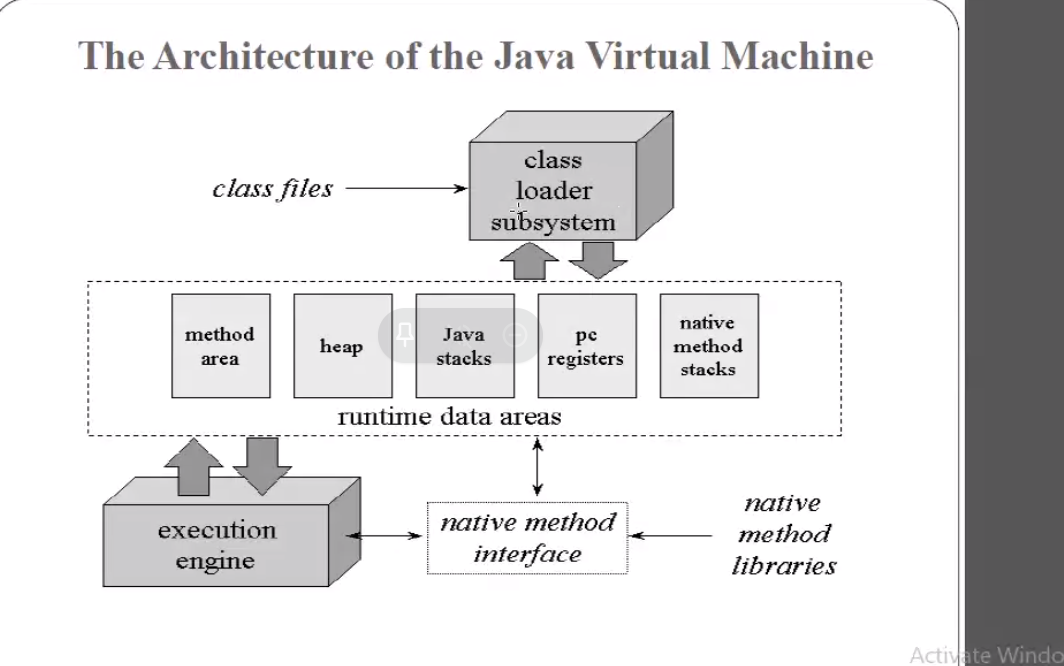 The Architecture of the Java Virtual Machine
class files
class
loader
subsystem
method
area
heap
Java
stacks
pc
registers
native
method
stacks
runtime data areas
execution
engine
native method
interface
native
method
libraries
Activate Windo